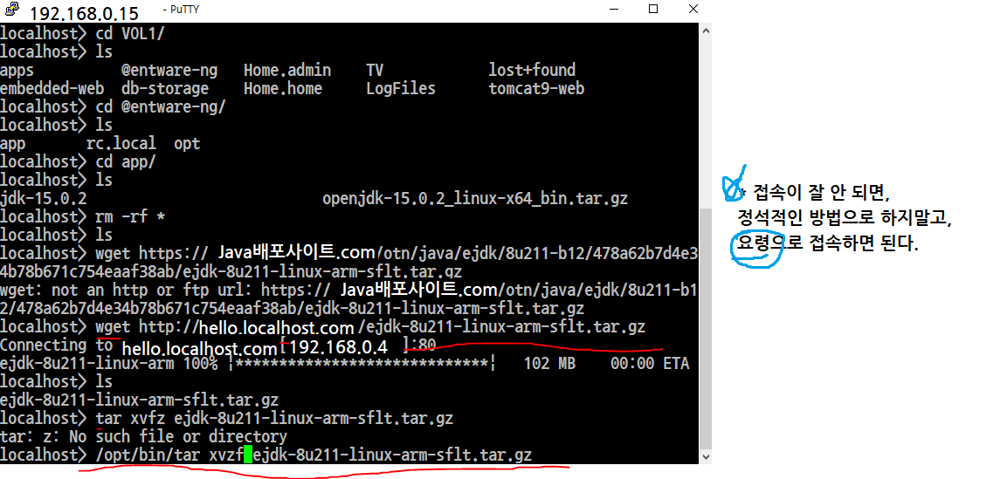 192.168.0.15 - PuTTY
localhost> cd VOL1/
localhost> ls
apps @entware-ng Home.admin TV lost+found
embedded-web db-storage Home.home LogFiles tomcat9-web
localhost> cd @entware-ng/
localhost> ls
app rc.local opt
localhost> cd app/
localhost> ls
jdk-15.0.2 openjdk-15.0.2_linux-x64_bin.tar.gz
localhost> rm -rf *
localhost> ls
localhost> wget https:// Java배포사이트.com/otn/java/ejdk/8u211-b12/478a62b7d4e3
4b78b671c754eaaf38ab/ejdk-8u211-linux-arm-sflt.tar.gz
wget: not an http or ftp url: https:// Java배포사이트.com/otn/java/ejdk/8u211-b1
2/478a62b7d4e34b78b671c754eaaf38ab/ejdk-8u211-linux-arm-sflt.tar.gz
localhost> wget http://hello.localhost.com /ejdk-8u211-linux-arm-sflt.tar.gz
Connecting to hello.localhost.com[192.168.0.4 ]:80
ejdk-8u211-linux-arm 100% |*****************************| 102 MB 00:00 ETA
localhost> ls
ejdk-8u211-linux-arm-sflt.tar.gz
localhost> tar xvfz ejdk-8u211-linux-arm-sflt.tar.gz
tar: z: No such file or directory
localhost> /opt/bin/tar xvzf ejdk-8u211-linux-arm-sflt.tar.gz
* 접속이 잘 안 되면,
정석적인 방법으로 하지말고,
요령으로 접속하면 된다.